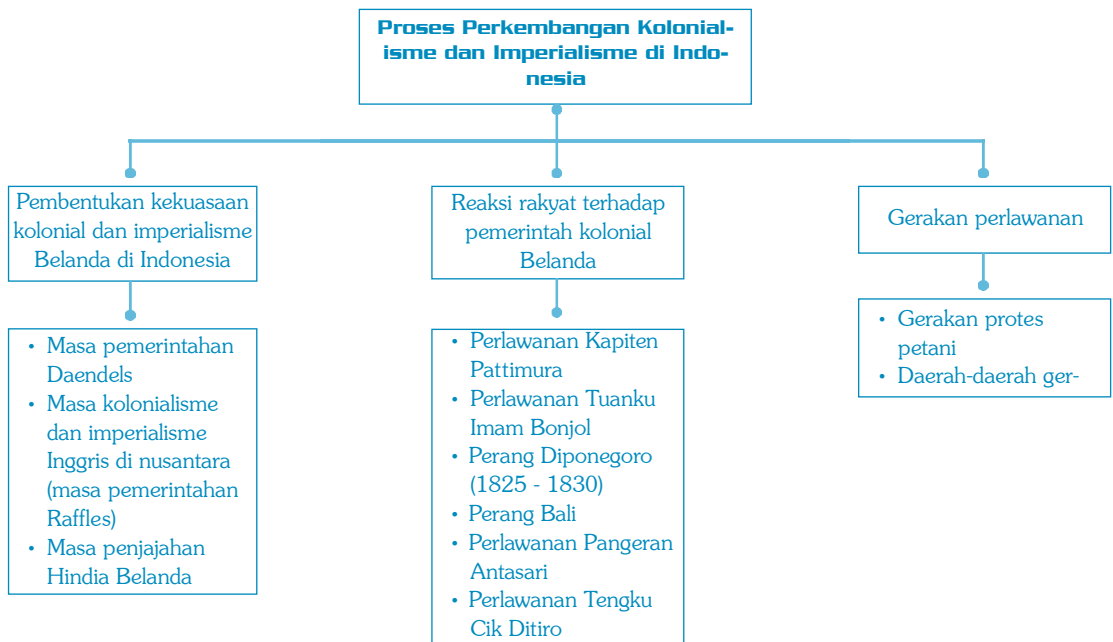 Proses Perkembangan Kolonial-
isme dan Imperialisme di Indo-
nesia
Pembentukan kekuasaan
kolonial dan imperialisme
Belanda di Indonesia
• Masa pemerintahan
Daendels
• Masa kolonialisme
dan imperialisme
Inggris di nusantara
(masa pemerintahan
Raffles)
• Masa penjajahan
Hindia Belanda
Reaksi rakyat terhadap
pemerintah kolonial
Belanda
• Perlawanan Kapiten
Pattimura
• Perlawanan Tuanku
Imam Bonjol
• Perang Diponegoro
(1825 - 1830)
• Perang Bali
• Perlawanan Pangeran
Antasari
• Perlawanan Tengku
Cik Ditiro
Gerakan perlawanan
• Gerakan protes
petani
• Daerah-daerah ger-